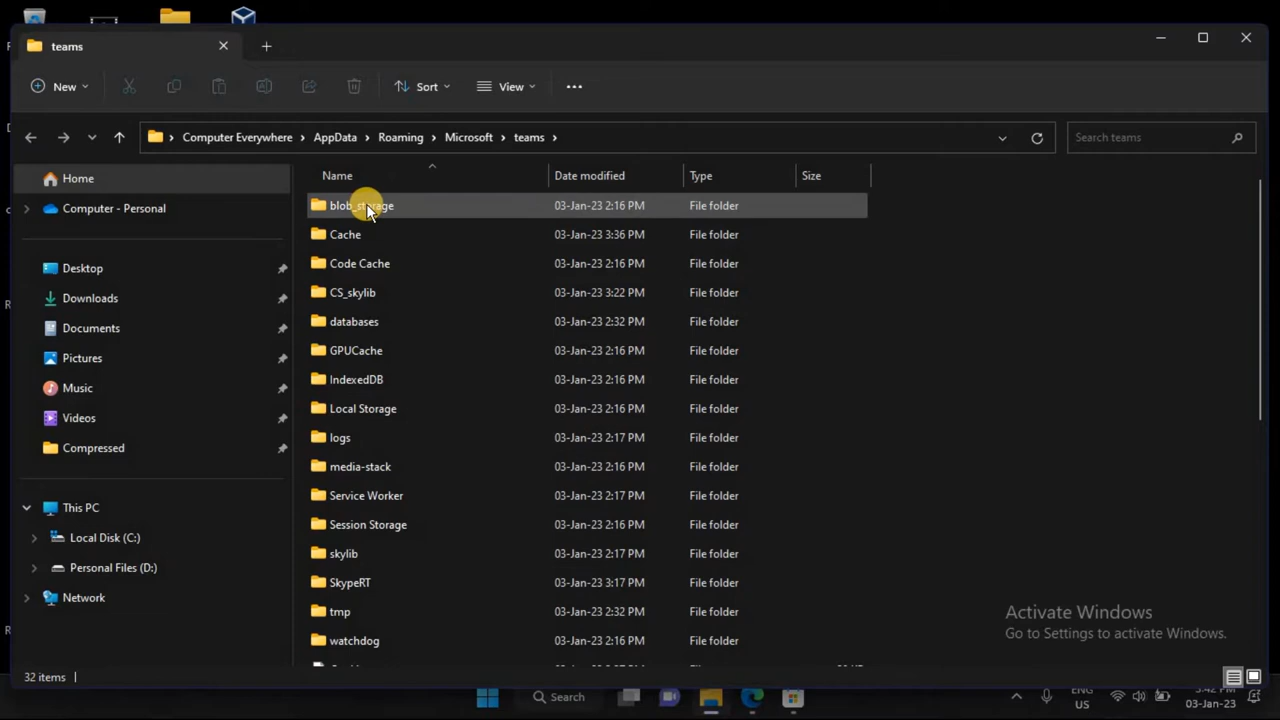 teams
New
Sort
View
Computer Everywhere > AppData > Roaming > Microsoft > teams >
Search teams
Home
Computer - Personal
Desktop
Downloads
Documents
Pictures
Music
Videos
Compressed
This PC
Local Disk (C:)
Personal Files (D:)
Network
Name Date modified Type Size
blob_storage 03-Jan-23 2:16 PM File folder
Cache 03-Jan-23 3:36 PM File folder
Code Cache 03-Jan-23 2:16 PM File folder
CS_skylib 03-Jan-23 3:22 PM File folder
databases 03-Jan-23 2:32 PM File folder
GPUCache 03-Jan-23 2:16 PM File folder
IndexedDB 03-Jan-23 2:16 PM File folder
Local Storage 03-Jan-23 2:16 PM File folder
logs 03-Jan-23 2:17 PM File folder
media-stack 03-Jan-23 2:16 PM File folder
Service Worker 03-Jan-23 2:17 PM File folder
Session Storage 03-Jan-23 2:16 PM File folder
skylib 03-Jan-23 2:17 PM File folder
SkypeRT 03-Jan-23 3:17 PM File folder
tmp 03-Jan-23 2:32 PM File folder
watchdog 03-Jan-23 2:16 PM File folder
Activate Windows
Go to Settings to activate Windows.
32 items
Search
ENG
US
3:42 PM
03-Jan-23